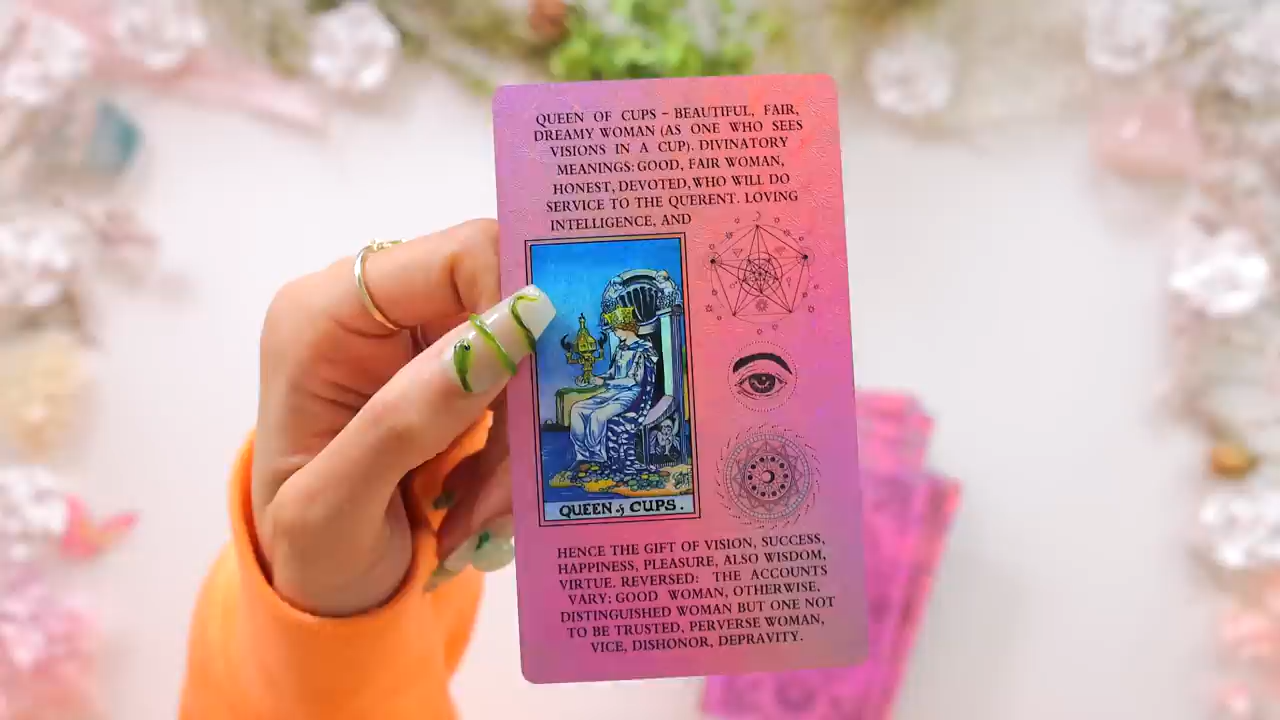 QUEEN OF CUPS – BEAUTIFUL, FAIR,
DREAMY WOMAN (AS ONE WHO SEES
VISIONS IN A CUP). DIVINATORY
MEANINGS: GOOD, FAIR WOMAN,
HONEST, DEVOTED, WHO WILL DO
SERVICE TO THE QUERENT. LOVING
INTELLIGENCE, AND
QUEEN of CUPS.
HENCE THE GIFT OF VISION, SUCCESS,
HAPPINESS, PLEASURE, ALSO WISDOM,
VIRTUE. REVERSED: THE ACCOUNTS
VARY; GOOD WOMAN, OTHERWISE,
DISTINGUISHED WOMAN BUT ONE NOT
TO BE TRUSTED, PERVERSE WOMAN,
VICE, DISHONOR, DEPRAVITY.